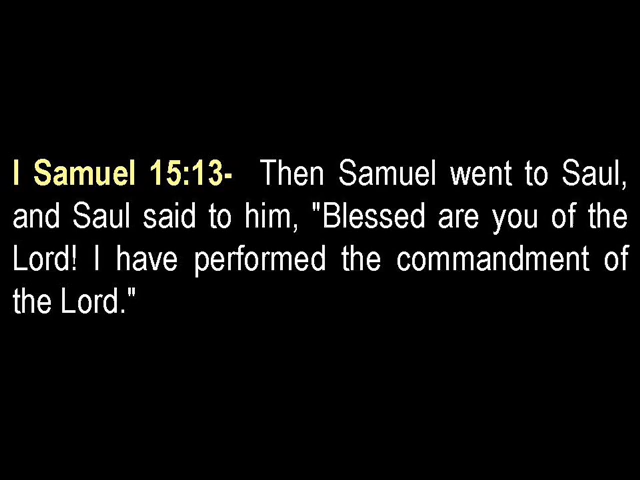 I Samuel 15:13- Then Samuel went to Saul,
and Saul said to him, "Blessed are you of the
Lord! I have performed the commandment of
the Lord."